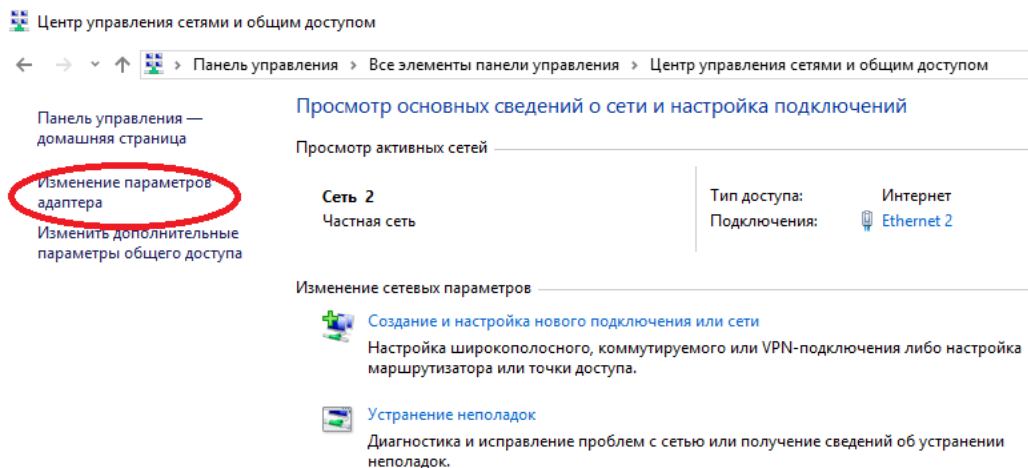 Центр управления сетями и общим доступом
Панель управления › Все элементы панели управления › Центр управления сетями и общим доступом
Панель управления —
домашняя страница
Изменение параметров
адаптера
Изменить дополнительные
параметры общего доступа
Просмотр основных сведений о сети и настройка подключений
Просмотр активных сетей
Сеть 2
Частная сеть
Тип доступа: Интернет
Подключения: Ethernet 2
Изменение сетевых параметров
Создание и настройка нового подключения или сети
Настройка широкополосного, коммутируемого или VPN-подключения либо настройка
маршрутизатора или точки доступа.
Устранение неполадок
Диагностика и исправление проблем с сетью или получение сведений об устранении
неполадок.